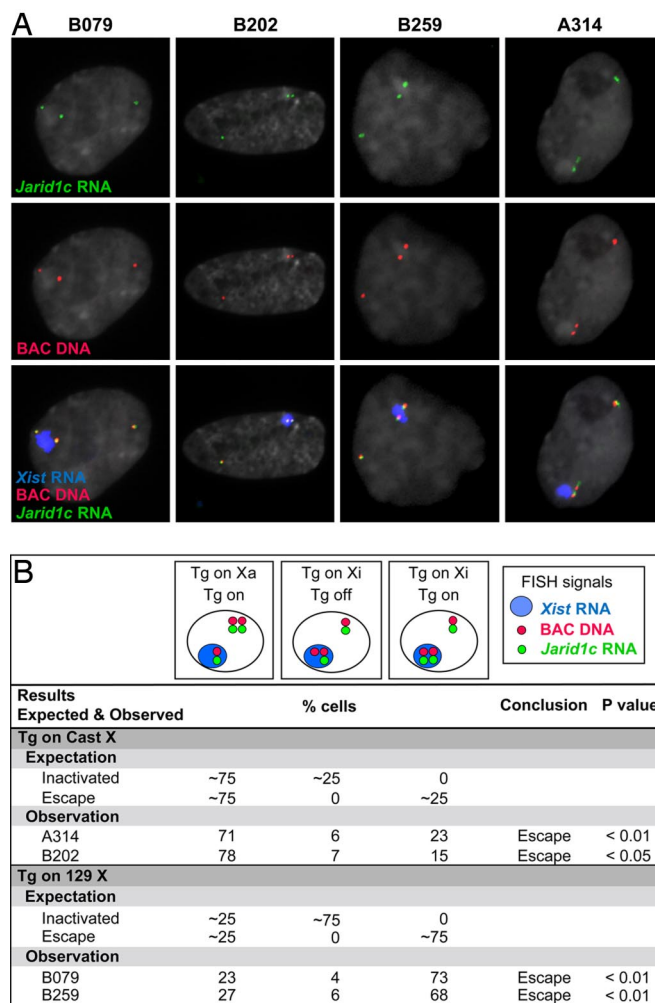 A
B079 B202 B259 A314
Jarid1c RNA
BAC DNA
Xist RNA
BAC DNA
Jarid1c RNA
B
Tg on Xa
Tg on
Tg on Xi
Tg off
Tg on Xi
Tg on
FISH signals
Xist RNA
BAC DNA
Jarid1c RNA
Results
Expected & Observed % cells Conclusion P value
Tg on Cast X
Expectation
Inactivated ~75 ~25 0
Escape ~75 0 ~25
Observation
A314 71 6 23 Escape < 0.01
B202 78 7 15 Escape < 0.05
Tg on 129 X
Expectation
Inactivated ~25 ~75 0
Escape ~25 0 ~75
Observation
B079 23 4 73 Escape < 0.01
B259 27 6 68 Escape < 0.01